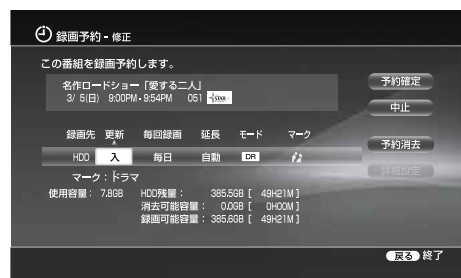 録画予約 - 修正
この番組を録画予約します。
名作ロードショー「愛する二人」
3/ 5(日) 9:00PM - 9:54PM 051 STAR
予約確定
中止
予約消去
詳細設定
録画先 更新 毎回録画 延長 モード マーク
HDD 入 毎日 自動 DR
マーク：ドラマ
使用容量： 7.8GB HDD残量： 385.5GB [ 49H21M ]
消去可能容量： 0.0GB [ 0H00M ]
録画可能容量： 385.6GB [ 49H21M ]
戻る 終了